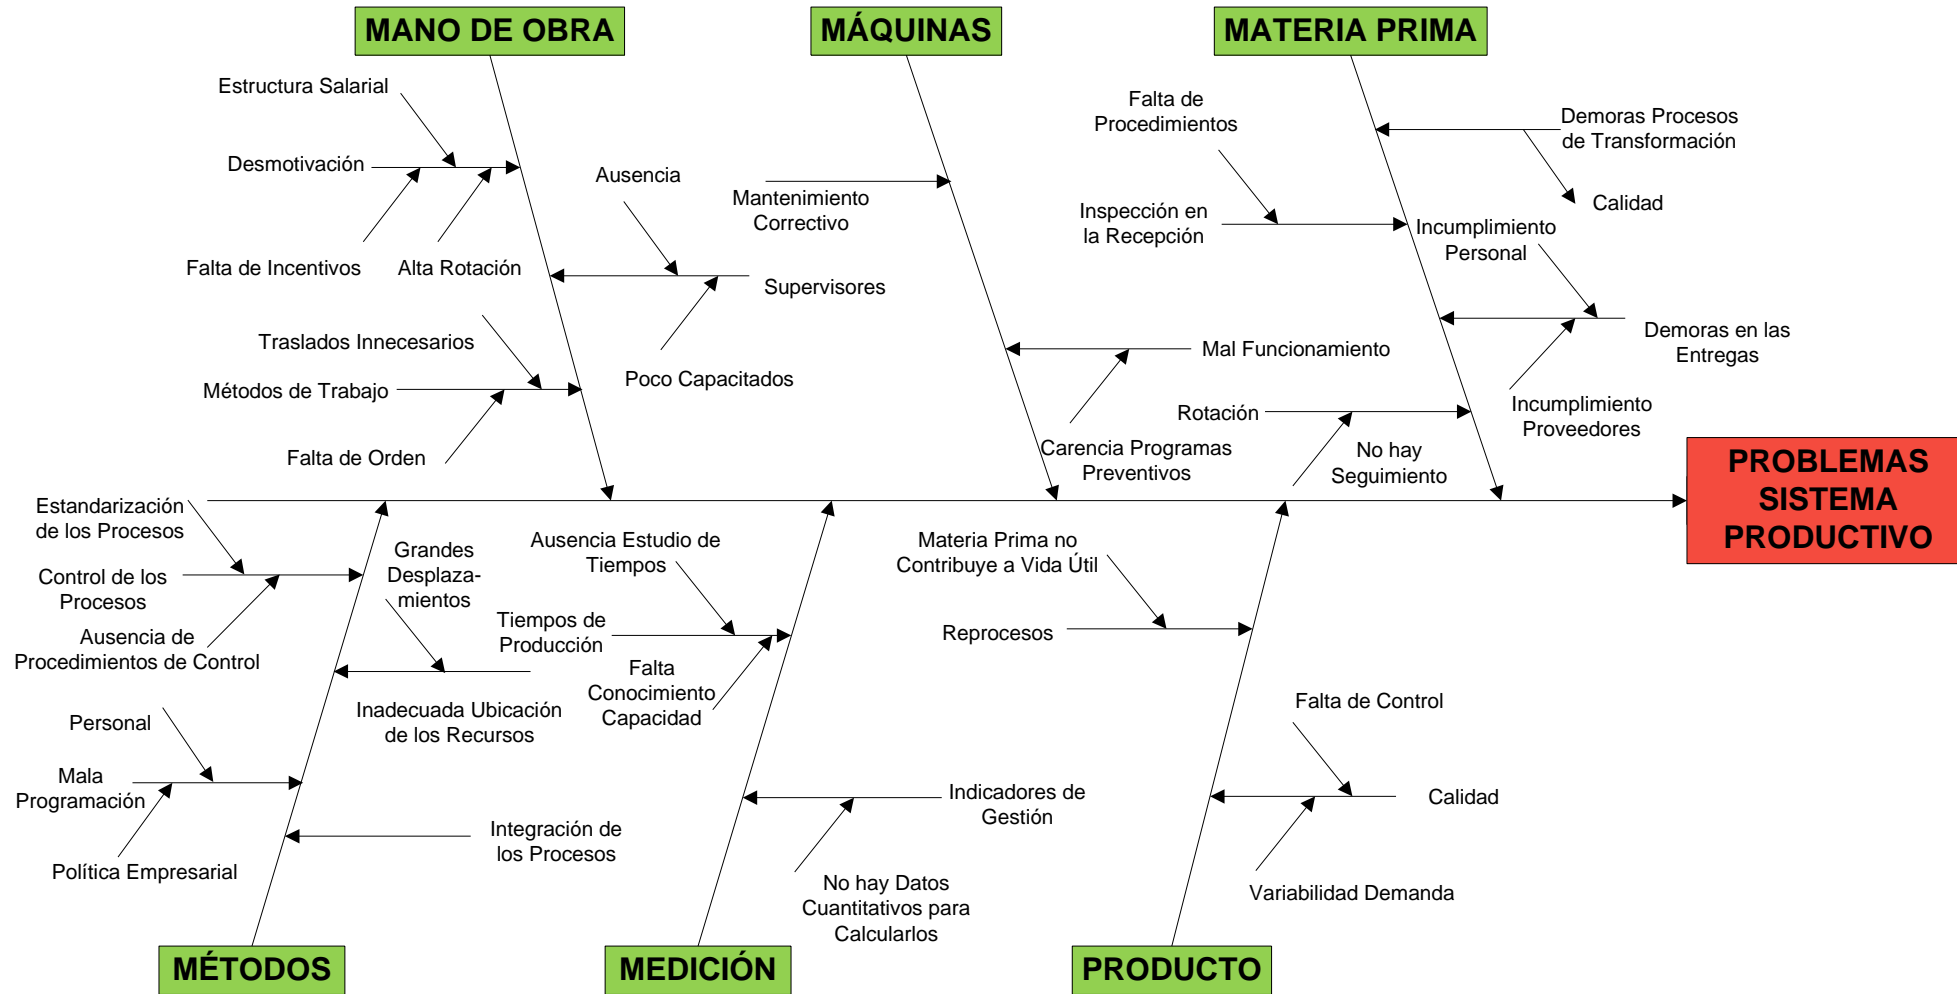 MANO DE OBRA
MÁQUINAS
MATERIA PRIMA
Estructura Salarial
Desmotivación
Falta de Incentivos
Alta Rotación
Ausencia
Supervisores
Poco Capacitados
Traslados Innecesarios
Métodos de Trabajo
Falta de Orden
Mantenimiento
Correctivo
Mal Funcionamiento
Carencia Programas
Preventivos
Falta de
Procedimientos
Inspección en
la Recepción
Demoras Procesos
de Transformación
Calidad
Incumplimiento
Personal
Demoras en las
Entregas
Incumplimiento
Proveedores
Rotación
No hay
Seguimiento
PROBLEMAS
SISTEMA
PRODUCTIVO
Estandarización
de los Procesos
Control de los
Procesos
Ausencia de
Procedimientos de Control
Grandes
Desplaza-
mientos
Inadecuada Ubicación
de los Recursos
Personal
Mala
Programación
Política Empresarial
Integración de
los Procesos
Ausencia Estudio de
Tiempos
Tiempos de
Producción
Falta
Conocimiento
Capacidad
Indicadores de
Gestión
No hay Datos
Cuantitativos para
Calcularlos
Materia Prima no
Contribuye a Vida Útil
Reprocesos
Falta de Control
Calidad
Variabilidad Demanda
MÉTODOS
MEDICIÓN
PRODUCTO